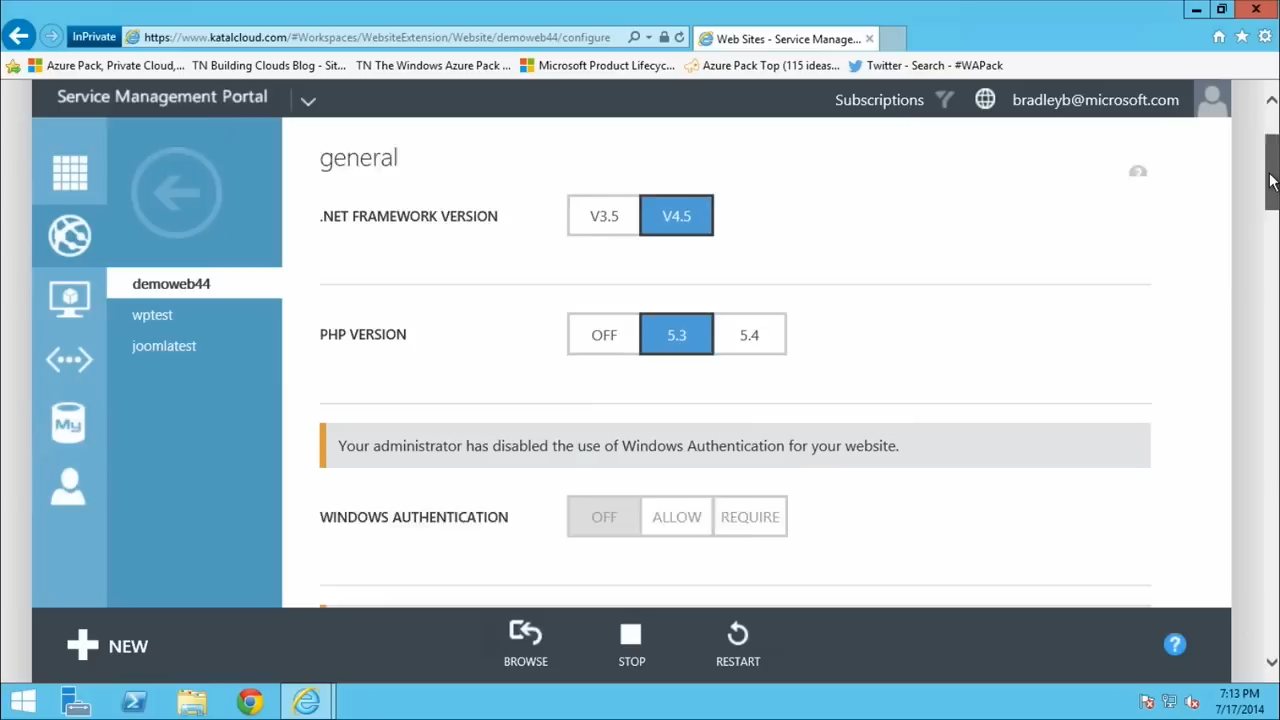 InPrivate
https://www.katalcloud.com/#Workspaces/WebsiteExtension/Website/demoweb44/configure
Web Sites - Service Manage...
Azure Pack, Private Cloud,...
TN Building Clouds Blog - Sit...
TN The Windows Azure Pack ...
Microsoft Product Lifecyc...
Azure Pack Top (115 ideas...
Twitter - Search - #WAPack
Service Management Portal
Subscriptions
bradleyb@microsoft.com
general
.NET FRAMEWORK VERSION
V3.5
V4.5
demoweb44
wptest
joomlatest
PHP VERSION
OFF
5.3
5.4
My
Your administrator has disabled the use of Windows Authentication for your website.
WINDOWS AUTHENTICATION
OFF
ALLOW
REQUIRE
NEW
BROWSE
STOP
RESTART
?
7:13 PM
7/17/2014